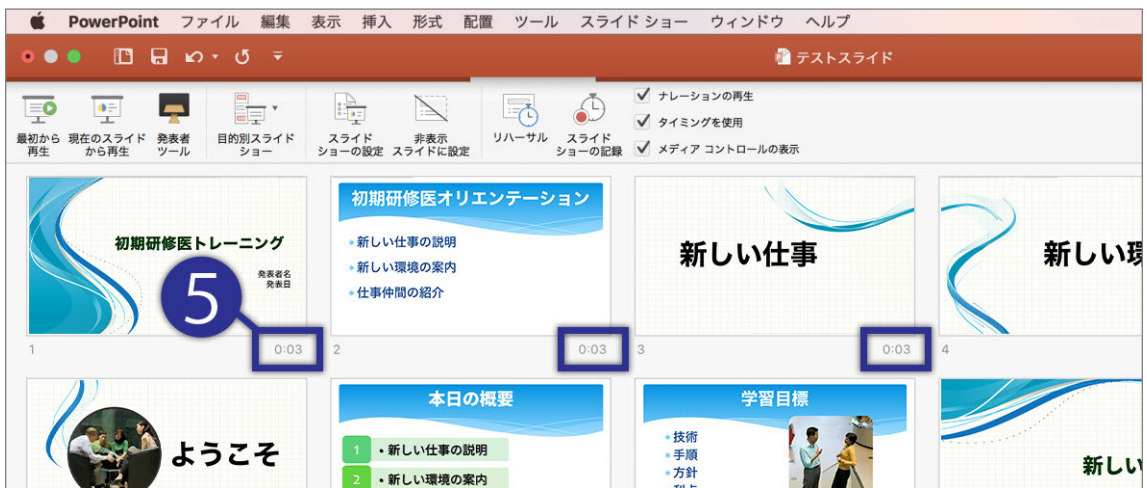 PowerPoint ファイル 編集 表示 挿入 形式 配置 ツール スライド ショー ウィンドウ ヘルプ
テストスライド
最初から
再生
現在のスライド
から再生
発表者
ツール
目的別スライド
ショー
スライド
ショーの設定
非表示
スライドに設定
リハーサル
スライド
ショーの記録
ナレーションの再生
タイミングを使用
メディア コントロールの表示
初期研修医トレーニング
発表者名
発表日
5
1 0:03
初期研修医オリエンテーション
新しい仕事の説明
新しい環境の案内
仕事仲間の紹介
2 0:03
新しい仕事
3 0:03
新しい環
4
ようこそ
本日の概要
1 ・新しい仕事の説明
2 ・新しい環境の案内
学習目標
技術
手順
方針
利点
新しい